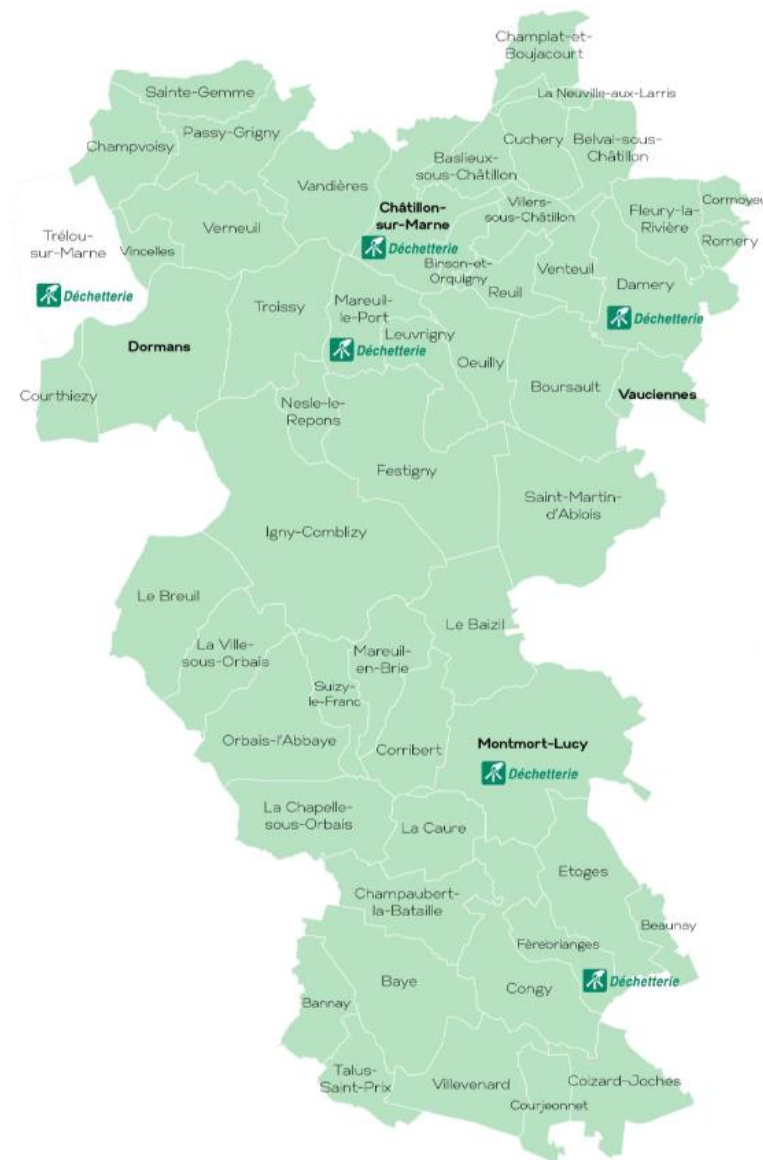 Champlat-et-
Boujacourt
Sainte-Gemme
La Neuville-aux-Larris
Passy-Grigny
Champvoisy
Cuchery
Belval-sous-
Châtillon
Baslieux-
sous-Châtillon
Vandières
Châtillon-
sur-Marne
Déchetterie
Villers-
sous-Châtillon
Fleury-la-
Rivière
Cormoyeu
Romery
Trélou-
sur-Marne
Déchetterie
Verneuil
Vincelles
Binson-et-
Orquigny
Venteuil
Reuil
Damery
Déchetterie
Troissy
Mareuil-
le-Port
Déchetterie
Leuvrigny
Dormans
Oeuilly
Boursault
Vauciennes
Courthiezy
Nesle-le-
Repons
Festigny
Saint-Martin-
d'Ablois
Igny-Comblizy
Le Breuil
Le Baizil
La Ville-
sous-Orbais
Mareuil-
en-Brie
Suizy-
le-Franc
Orbais-l'Abbaye
Corribert
Montmort-Lucy
Déchetterie
La Chapelle-
sous-Orbais
La Caure
Etoges
Champaubert-
la-Bataille
Beaunay
Fèrebrianges
Déchetterie
Baye
Congy
Bannay
Talus-
Saint-Prix
Villevenard
Coizard-Joches
Courjeonnet